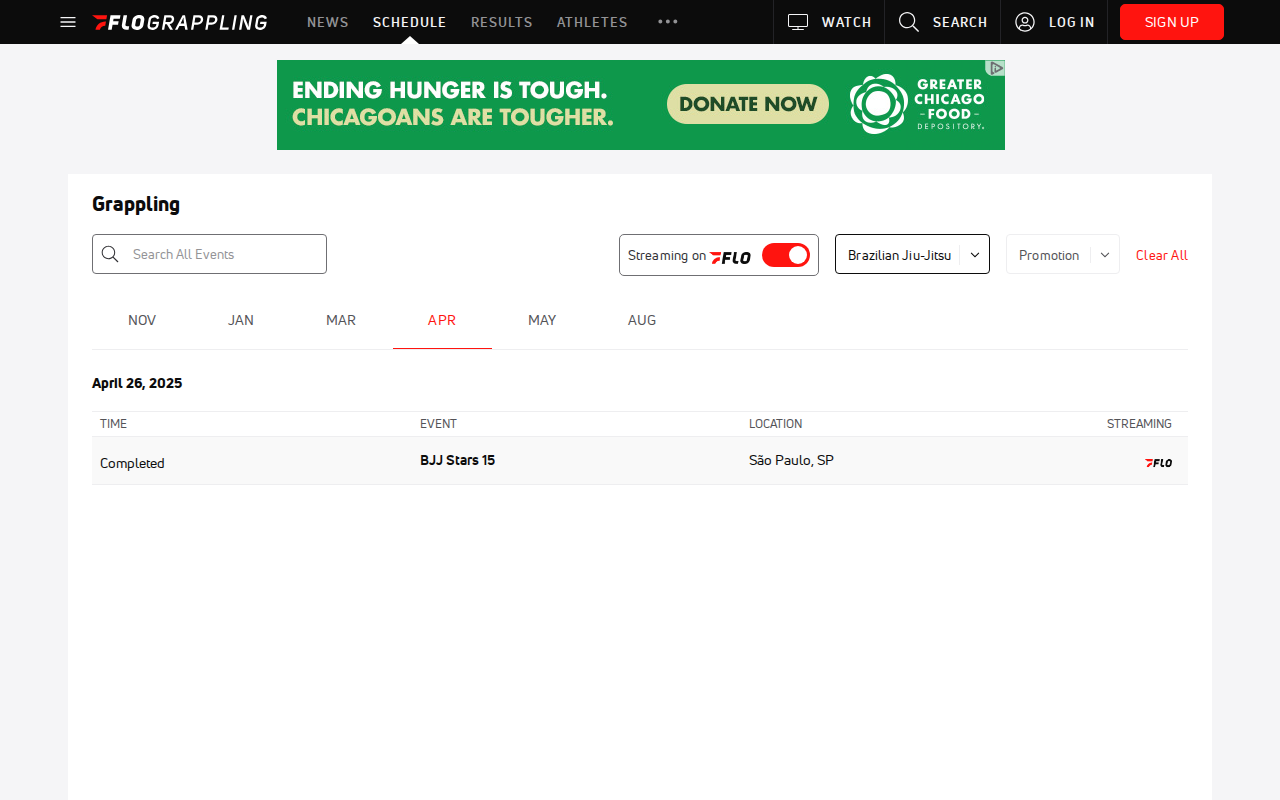 FLOGRAPPLING NEWS SCHEDULE RESULTS ATHLETES WATCH SEARCH LOG IN SIGN UP
ENDING HUNGER IS TOUGH.
CHICAGOANS ARE TOUGHER.
DONATE NOW
GREATER
CHICAGO
FOOD
DEPOSITORY.
Grappling
Search All Events
Streaming on FLO
Brazilian Jiu-Jitsu
Promotion
Clear All
NOV JAN MAR APR MAY AUG
April 26, 2025
TIME EVENT LOCATION STREAMING
Completed BJJ Stars 15 São Paulo, SP FLO